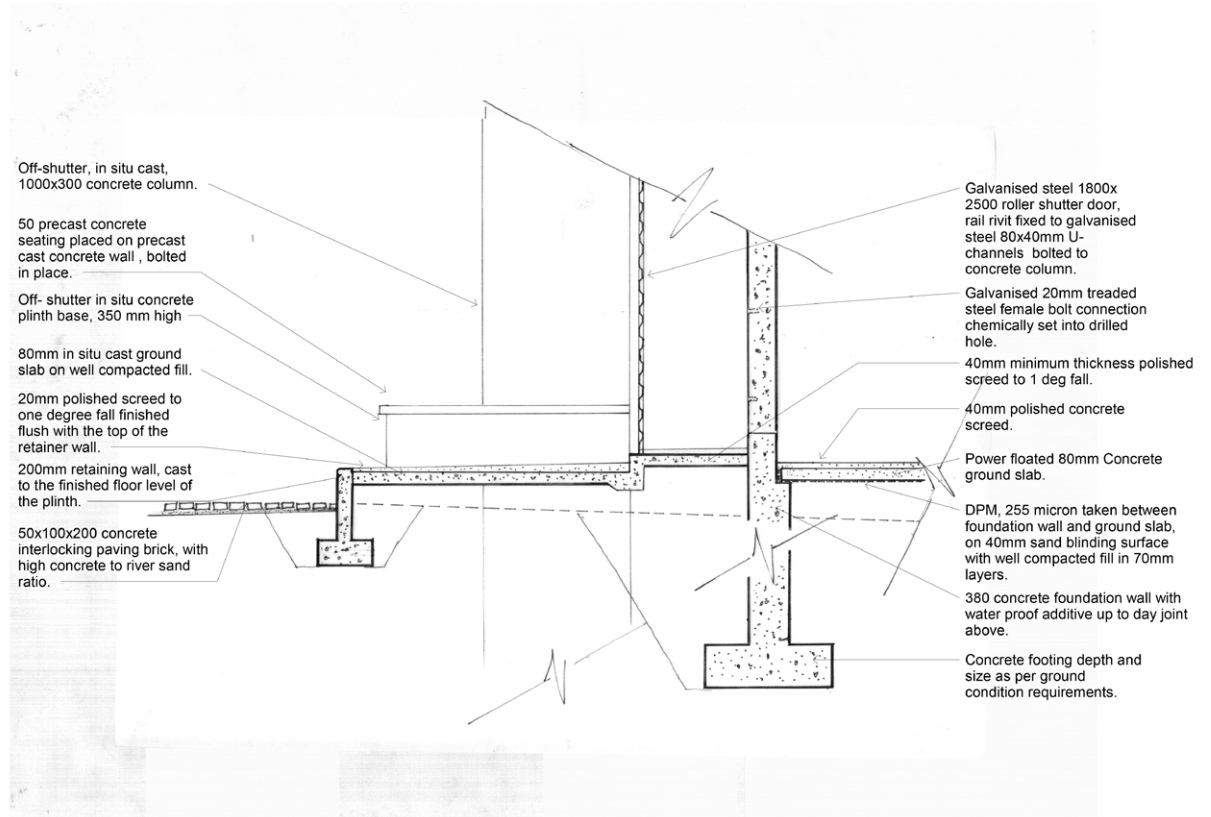 Off-shutter, in situ cast,
1000x300 concrete column.
50 precast concrete
seating placed on precast
cast concrete wall , bolted
in place.
Off- shutter in situ concrete
plinth base, 350 mm high
80mm in situ cast ground
slab on well compacted fill.
20mm polished screed to
one degree fall finished
flush with the top of the
retainer wall.
200mm retaining wall, cast
to the finished floor level of
the plinth.
50x100x200 concrete
interlocking paving brick, with
high concrete to river sand
ratio.
Galvanised steel 1800x
2500 roller shutter door,
rail rivit fixed to galvanised
steel 80x40mm U-
channels bolted to
concrete column.
Galvanised 20mm treaded
steel female bolt connection
chemically set into drilled
hole.
40mm minimum thickness polished
screed to 1 deg fall.
40mm polished concrete
screed.
Power floated 80mm Concrete
ground slab.
DPM, 255 micron taken between
foundation wall and ground slab,
on 40mm sand blinding surface
with well compacted fill in 70mm
layers.
380 concrete foundation wall with
water proof additive up to day joint
above.
Concrete footing depth and
size as per ground
condition requirements.